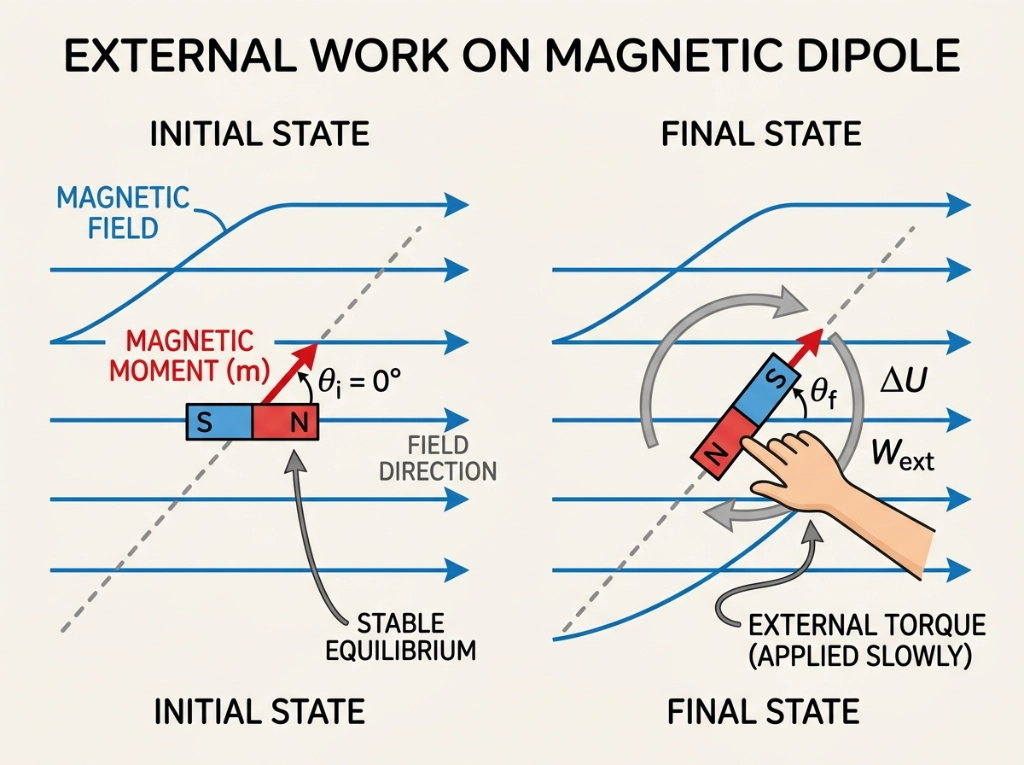 EXTERNAL WORK ON MAGNETIC DIPOLE
INITIAL STATE
MAGNETIC
FIELD
MAGNETIC
MOMENT (m)
θi = 0°
S
N
FIELD
DIRECTION
STABLE
EQUILIBRIUM
INITIAL STATE
FINAL STATE
S
N
θf
ΔU
Wext
EXTERNAL TORQUE
(APPLIED SLOWLY)
FINAL STATE